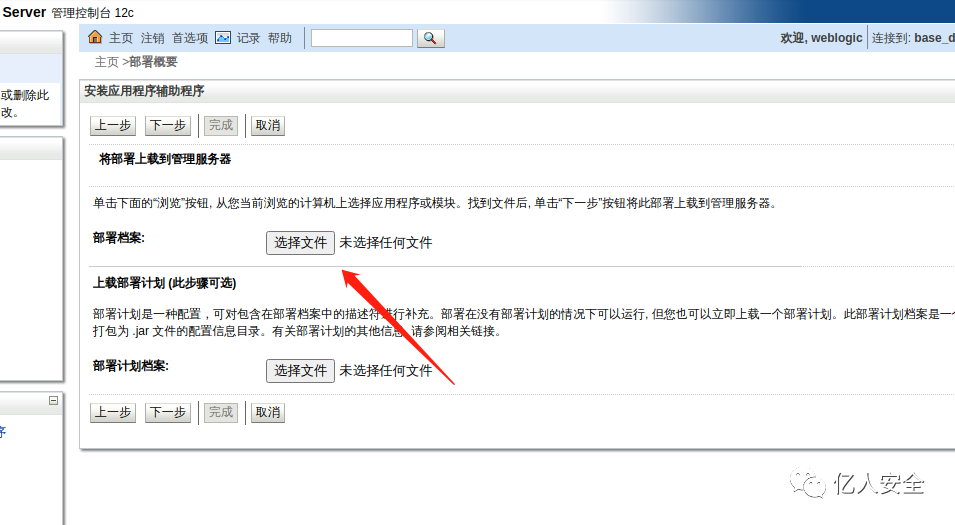 Server 管理控制台 12c
主页 注销 首选项 记录 帮助
欢迎, weblogic 连接到: base_d
主页 >部署概要
或删除此
改。
安装应用程序辅助程序
上一步 下一步 完成 取消
将部署上载到管理服务器
单击下面的“浏览”按钮, 从您当前浏览的计算机上选择应用程序或模块。找到文件后, 单击“下一步”按钮将此部署上载到管理服务器。
部署档案: 选择文件 未选择任何文件
上载部署计划 (此步骤可选)
部署计划是一种配置，可对包含在部署档案中的描述符进行补充。部署在没有部署计划的情况下可以运行, 但您也可以立即上载一个部署计划。此部署计划档案是一个
打包为 .jar 文件的配置信息目录。有关部署计划的其他信息, 请参阅相关链接。
部署计划档案: 选择文件 未选择任何文件
上一步 下一步 完成 取消
序
亿人安全